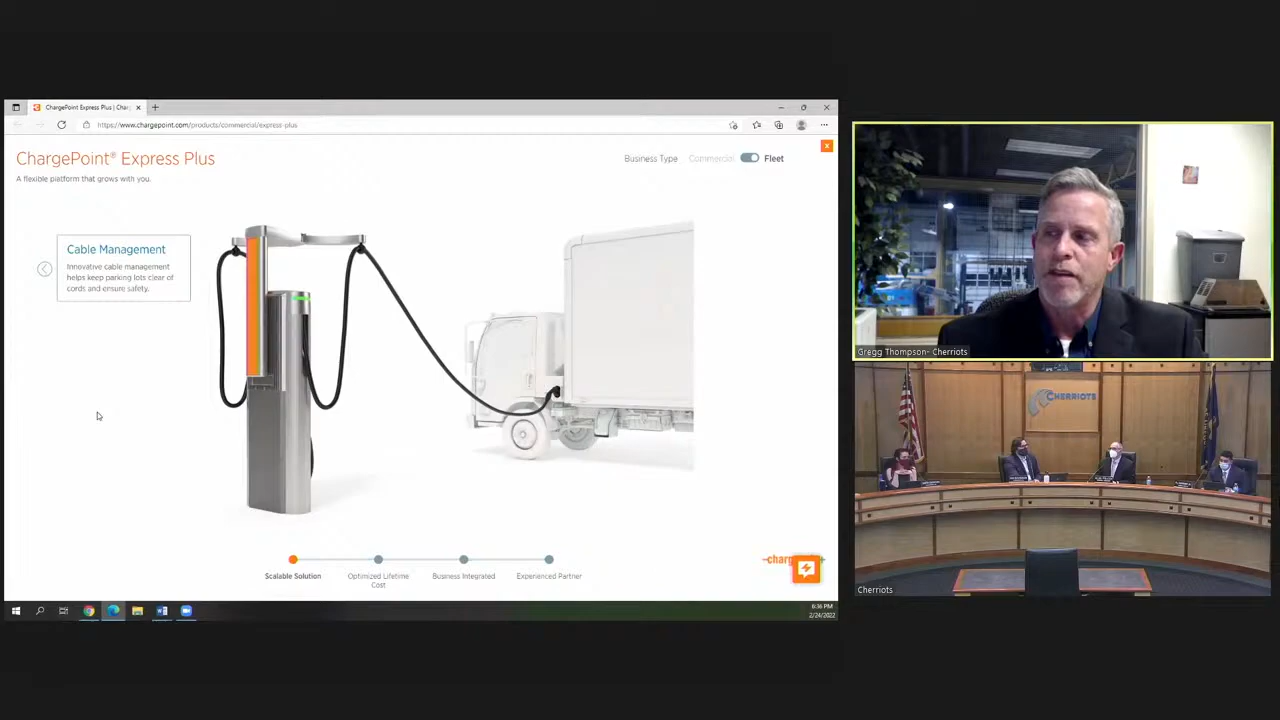 ChargePoint Express Plus | Char
https://www.chargepoint.com/products/commercial/express-plus
ChargePoint® Express Plus
A flexible platform that grows with you.
Business Type Commercial Fleet
Cable Management
Innovative cable management
helps keep parking lots clear of
cords and ensure safety.
Scalable Solution
Optimized Lifetime
Cost
Business Integrated
Experienced Partner
6:36 PM
2/24/2022
Gregg Thompson- Cherriots
CHERRIOTS
Cherriots